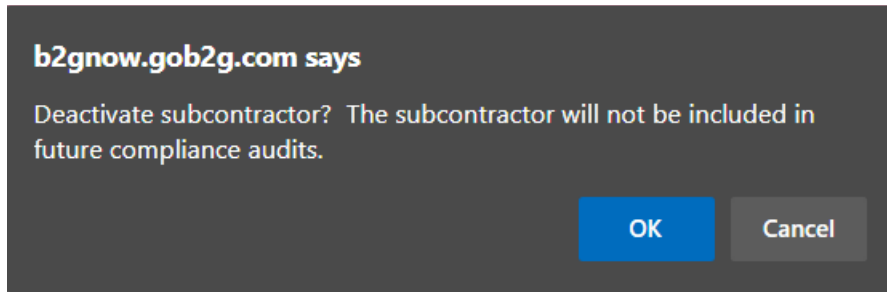 b2gnow.gob2g.com says
Deactivate subcontractor?  The subcontractor will not be included in
future compliance audits.
OK
Cancel